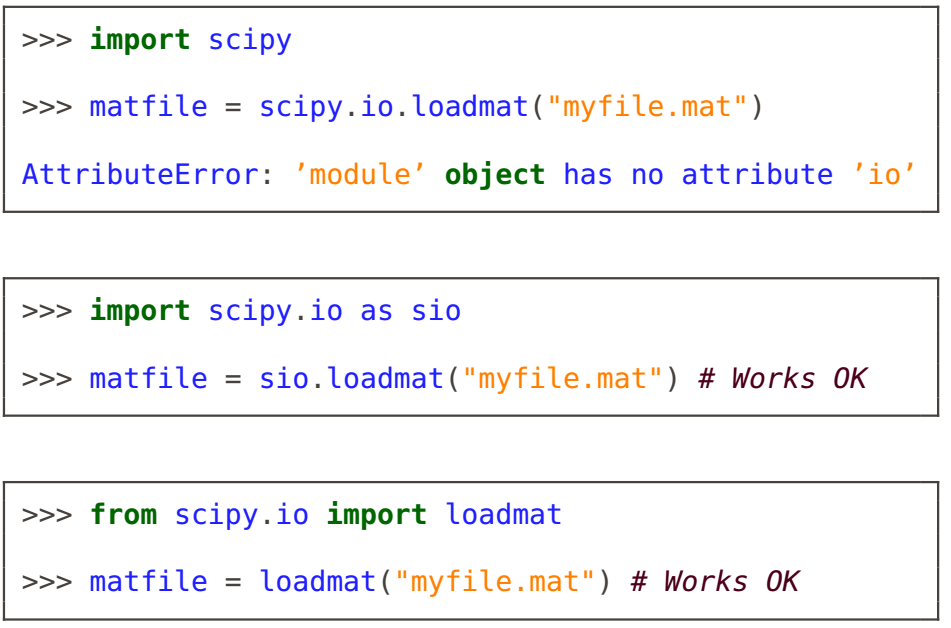 >>> import scipy
>>> matfile = scipy.io.loadmat("myfile.mat")
AttributeError: ’module’ object has no attribute ’io’
>>> import scipy.io as sio
>>> matfile = sio.loadmat("myfile.mat") # Works OK
>>> from scipy.io import loadmat
>>> matfile = loadmat("myfile.mat") # Works OK